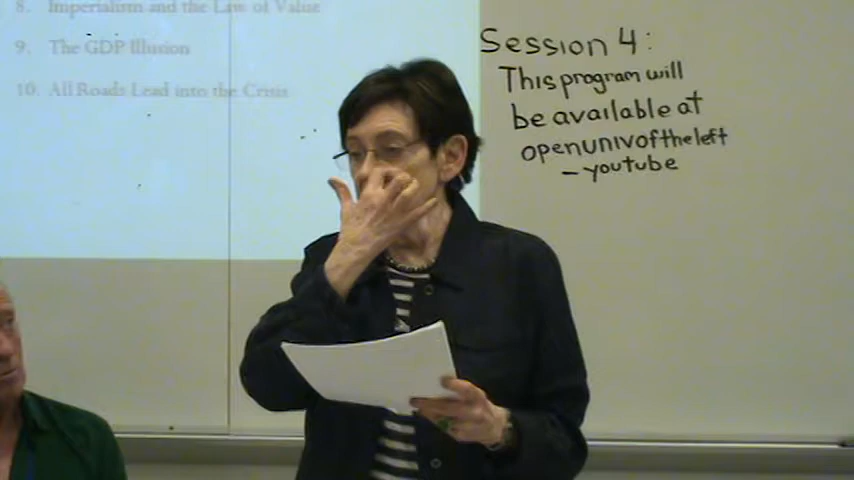 8. Imperialism and the Law of Value
9. The GDP Illusion
10. All Roads Lead into the Crisis
Session 4:
This program will
be available at
openunivoftheleft
- youtube